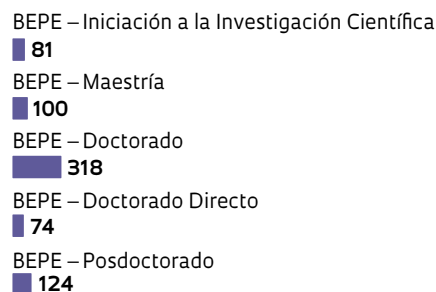 BEPE – Iniciación a la Investigación Científica
81
BEPE – Maestría
100
BEPE – Doctorado
318
BEPE – Doctorado Directo
74
BEPE – Posdoctorado
124